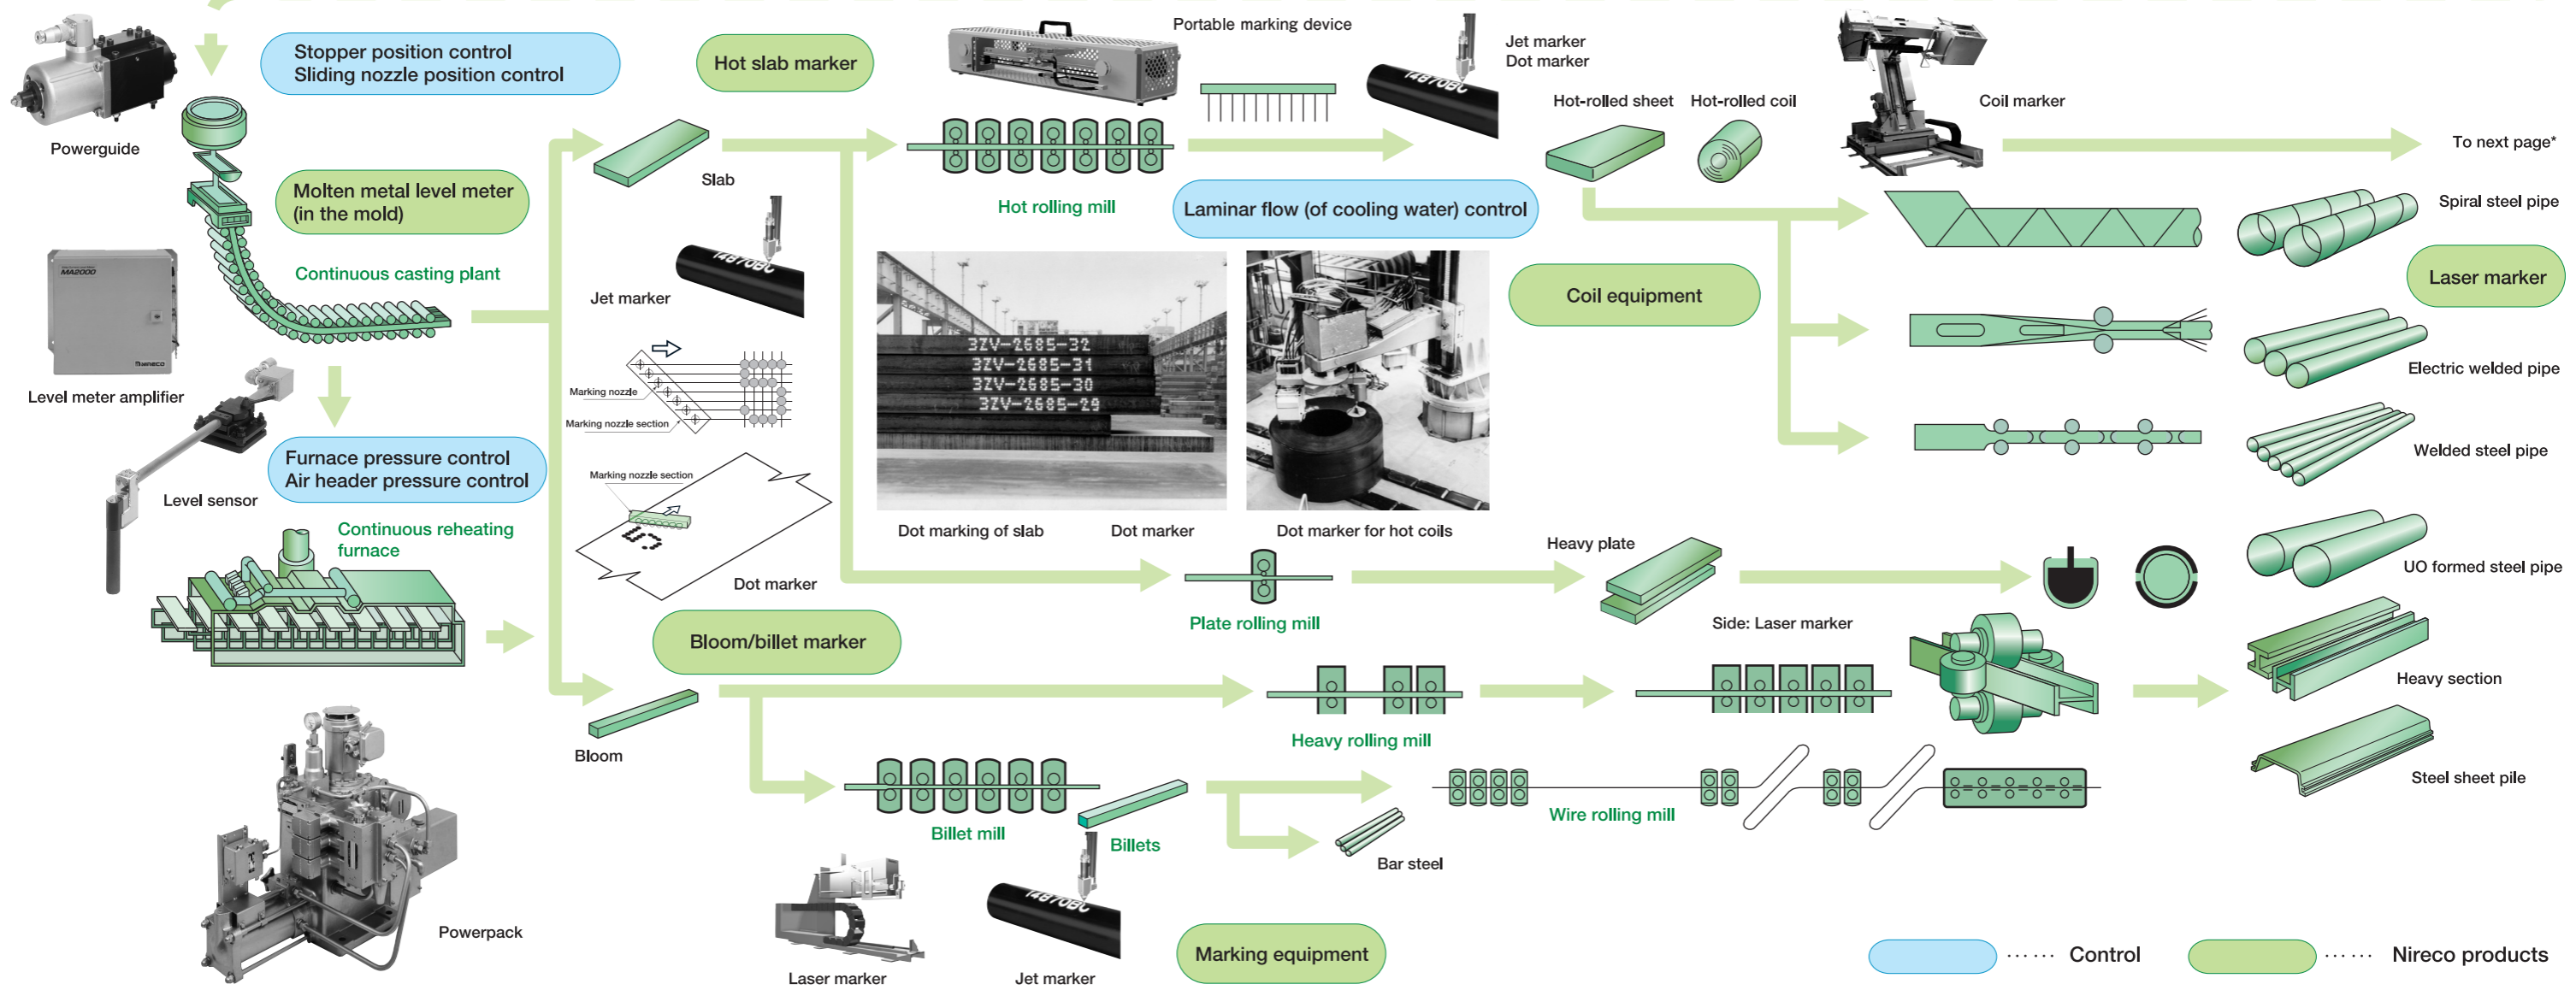 Powerguide
Stopper position control
Sliding nozzle position control
Hot slab marker
Portable marking device
Jet marker
Dot marker
14870BC
Hot-rolled sheet
Hot-rolled coil
Coil marker
To next page*
Molten metal level meter
(in the mold)
Slab
Hot rolling mill
Laminar flow (of cooling water) control
Spiral steel pipe
MA2000
NIRECO
Level meter amplifier
Continuous casting plant
Jet marker
14870BC
3ZV-2685-32
3ZV-2685-31
3ZV-2685-30
3ZV-2685-29
Coil equipment
Laser marker
Electric welded pipe
Marking nozzle
Marking nozzle section
Level sensor
Furnace pressure control
Air header pressure control
Marking nozzle section
5
Dot marker
Dot marking of slab
Dot marker
Dot marker for hot coils
Welded steel pipe
Continuous reheating
furnace
Heavy plate
Plate rolling mill
Side: Laser marker
UO formed steel pipe
Bloom/billet marker
Bloom
Heavy rolling mill
Heavy section
Steel sheet pile
Billet mill
Billets
Bar steel
Wire rolling mill
Powerpack
Laser marker
14870BC
Jet marker
Marking equipment
Control
Nireco products